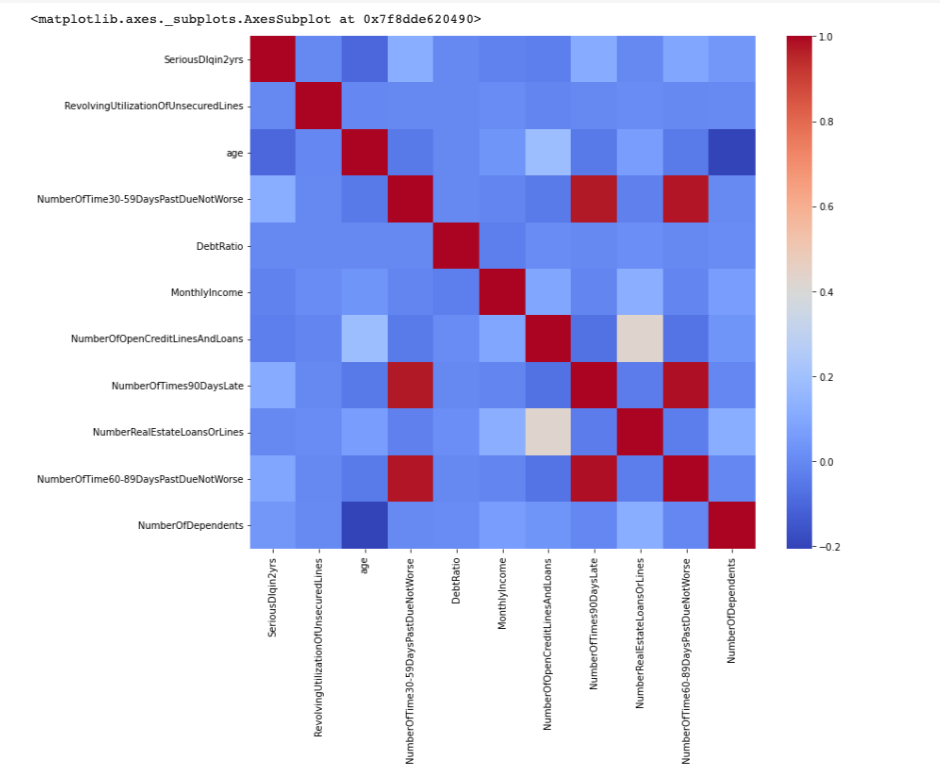 <matplotlib.axes._subplots.AxesSubplot at 0x7f8dde620490>
SeriousDlqin2yrs
RevolvingUtilizationOfUnsecuredLines
age
NumberOfTime30-59DaysPastDueNotWorse
DebtRatio
MonthlyIncome
NumberOfOpenCreditLinesAndLoans
NumberOfTimes90DaysLate
NumberRealEstateLoansOrLines
NumberOfTime60-89DaysPastDueNotWorse
NumberOfDependents
SeriousDlqin2yrs
RevolvingUtilizationOfUnsecuredLines
age
NumberOfTime30-59DaysPastDueNotWorse
DebtRatio
MonthlyIncome
NumberOfOpenCreditLinesAndLoans
NumberOfTimes90DaysLate
NumberRealEstateLoansOrLines
NumberOfTime60-89DaysPastDueNotWorse
NumberOfDependents
1.0
0.8
0.6
0.4
0.2
0.0
−0.2